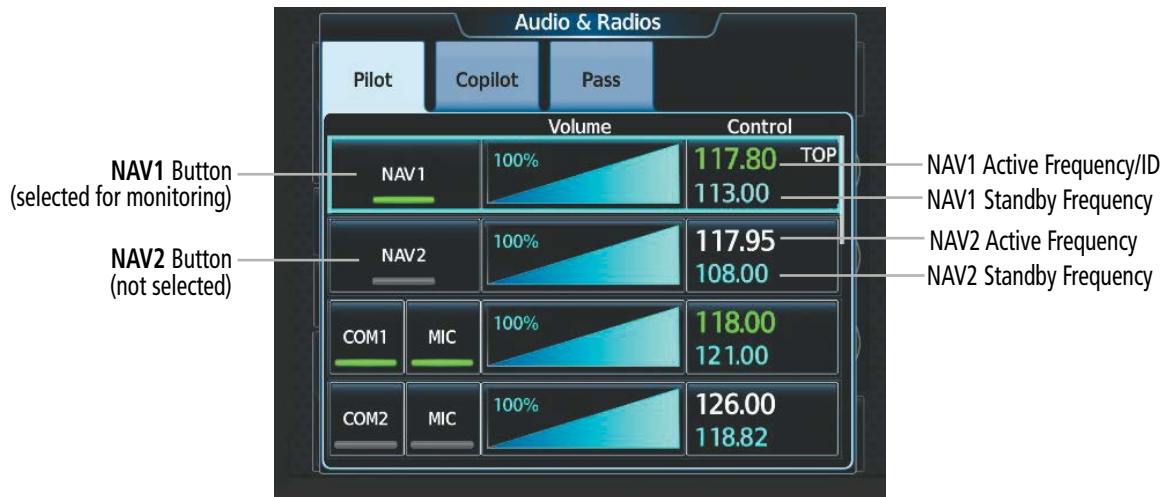 Audio & Radios
Pilot Copilot Pass
Volume Control
NAV1 Button
(selected for monitoring)
NAV1 100% 117.80 TOP
113.00
NAV1 Active Frequency/ID
NAV1 Standby Frequency
NAV2 Button
(not selected)
NAV2 100% 117.95
108.00
NAV2 Active Frequency
NAV2 Standby Frequency
COM1 MIC 100% 118.00
121.00
COM2 MIC 100% 126.00
118.82